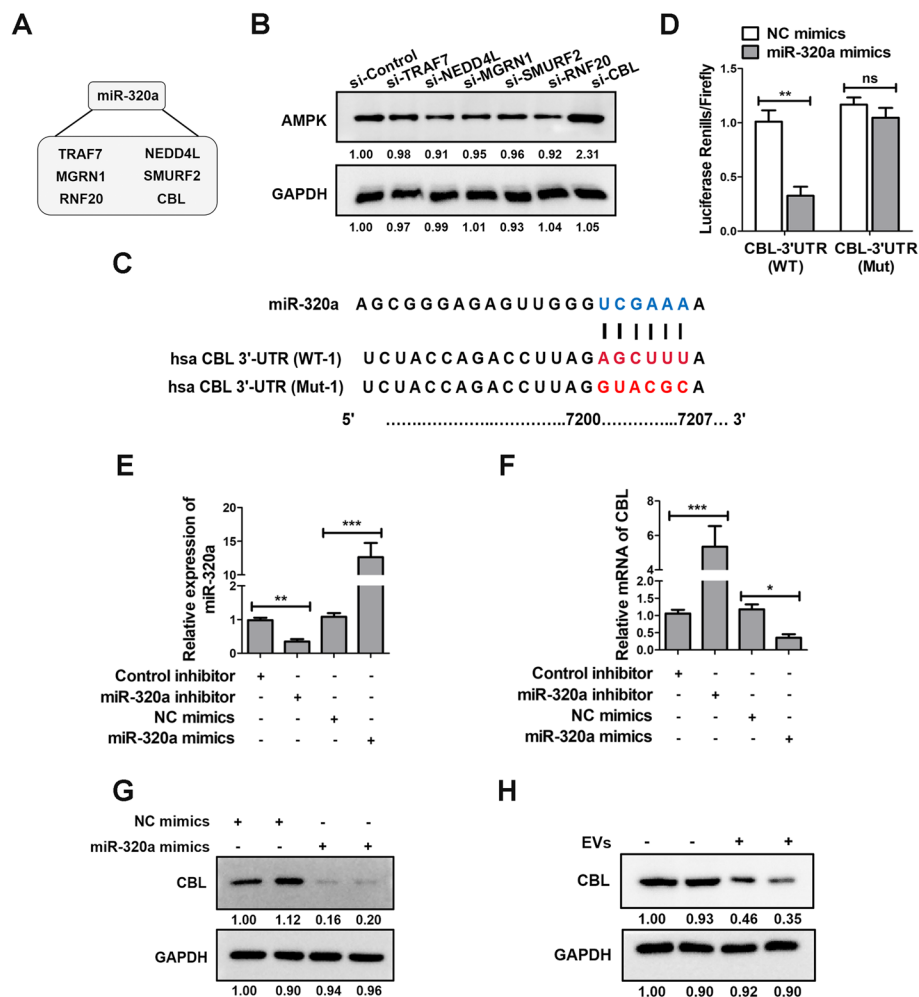 A
miR-320a
TRAF7 NEDD4L
MGRN1 SMURF2
RNF20 CBL
B
si-Control si-TRAF7 si-NEDD4L si-MGRN1 si-SMURF2 si-RNF20 si-CBL
AMPK
1.00 0.98 0.91 0.95 0.96 0.92 2.31
GAPDH
1.00 0.97 0.99 1.01 0.93 1.04 1.05
D
NC mimics
miR-320a mimics
Luciferase Renills/Firefly
1.5
1.0
0.5
0.0
** ns
CBL-3'UTR CBL-3'UTR
(WT) (Mut)
C
miR-320a AGCGGGAGAGUUGGGUCGAAAA
hsa CBL 3'-UTR (WT-1) UCUACCAGACCUUAGAGCUUUA
hsa CBL 3'-UTR (Mut-1) UCUACCAGACCUUAGGUACGCA
5' ........................................7200..................7207... 3'
E
Relative expression of
miR-320a
20
15
10
2
1
0
** ***
Control inhibitor + - - -
miR-320a inhibitor - + - -
NC mimics - - + -
miR-320a mimics - - - +
F
Relative mRNA of CBL
8
6
4
2.0
1.5
1.0
0.5
0.0
*** *
Control inhibitor + - - -
miR-320a inhibitor - + - -
NC mimics - - + -
miR-320a mimics - - - +
G
NC mimics + + - -
miR-320a mimics - - + +
CBL
1.00 1.12 0.16 0.20
GAPDH
1.00 0.90 0.94 0.96
H
EVs - - + +
CBL
1.00 0.93 0.46 0.35
GAPDH
1.00 0.90 0.92 0.90